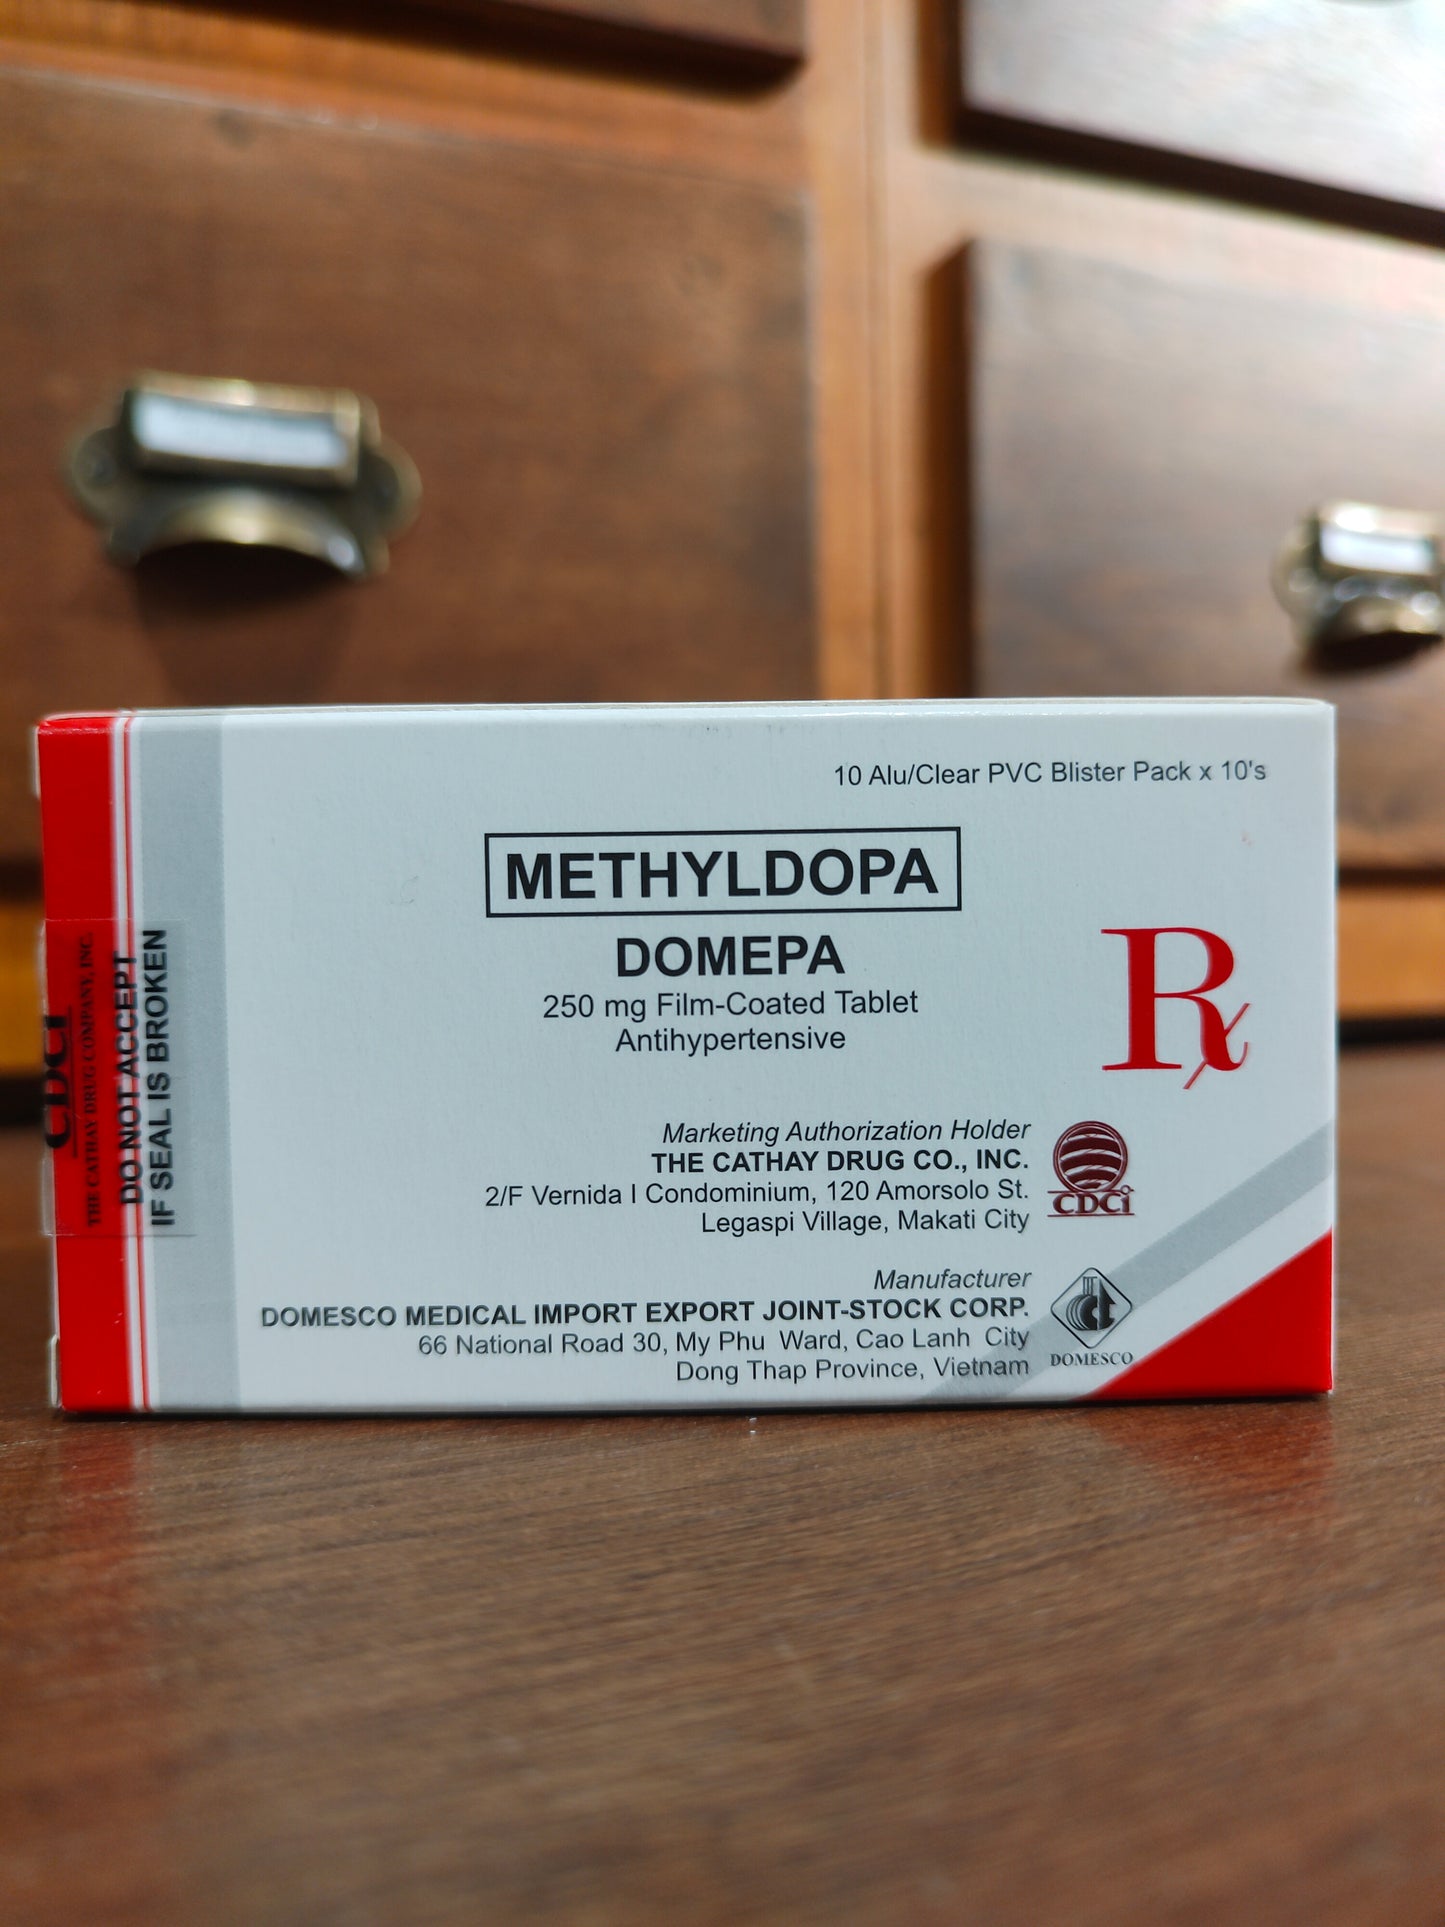 10 Alu/Clear PVC Blister Pack x 10's
METHYLDOPA
DOMEPA
250 mg Film-Coated Tablet
Antihypertensive
Rx
Marketing Authorization Holder
THE CATHAY DRUG CO., INC.
2/F Vernida I Condominium, 120 Amorsolo St.
Legaspi Village, Makati City
CDCi
Manufacturer
DOMESCO MEDICAL IMPORT EXPORT JOINT-STOCK CORP.
66 National Road 30, My Phu Ward, Cao Lanh City
Dong Thap Province, Vietnam
DOMESCO
CDCi
THE CATHAY DRUG COMPANY, INC.
DO NOT ACCEPT
IF SEAL IS BROKEN